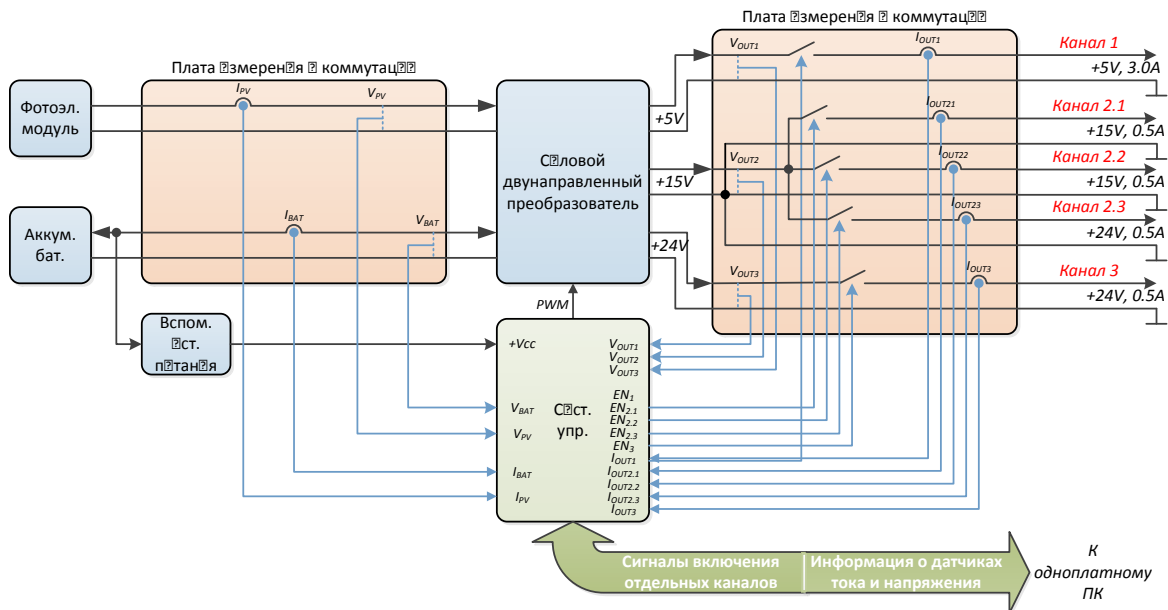 Плата ⍰змерен⍰я ⍰ коммутац⍰⍰
V_OUT1
I_OUT1
Канал 1
+5V, 3.0A
Плата ⍰змерен⍰я ⍰ коммутац⍰⍰
I_PV
V_PV
Фотоэл.
модуль
+5V
I_OUT21
Канал 2.1
+15V, 0.5A
С⍰ловой
двунаправленный
преобразователь
V_OUT2
+15V
I_OUT22
Канал 2.2
+15V, 0.5A
I_OUT23
Канал 2.3
+24V, 0.5A
Аккум.
бат.
I_BAT
V_BAT
+24V
V_OUT3
I_OUT3
Канал 3
+24V, 0.5A
PWM
Вспом.
⍰ст.
п⍰тан⍰я
+Vcc
V_BAT
V_PV
I_BAT
I_PV
С⍰ст.
упр.
V_OUT1
V_OUT2
V_OUT3
EN_1
EN_2.1
EN_2.2
EN_2.3
EN_3
I_OUT1
I_OUT2.1
I_OUT2.2
I_OUT2.3
I_OUT3
Сигналы включения
отдельных каналов
Информация о датчиках
тока и напряжения
К
одноплатному
ПК